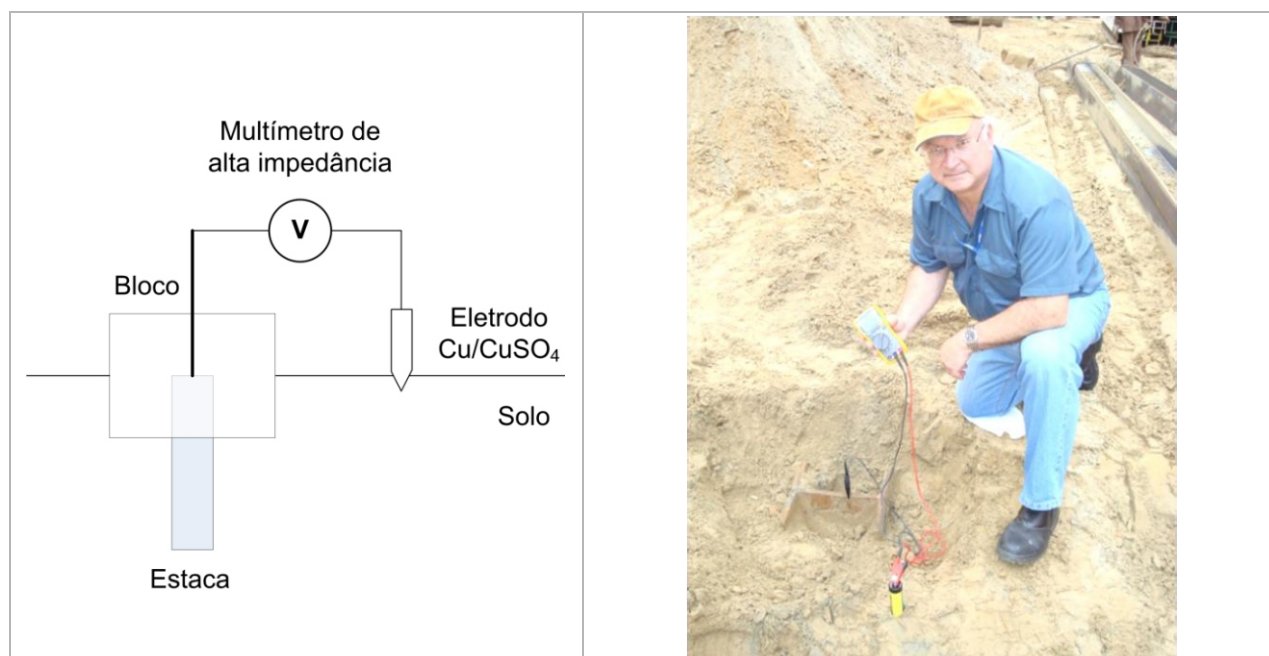 Multímetro de
alta impedância
V
Bloco
Eletrodo
Cu/CuSO₄
Solo
Estaca